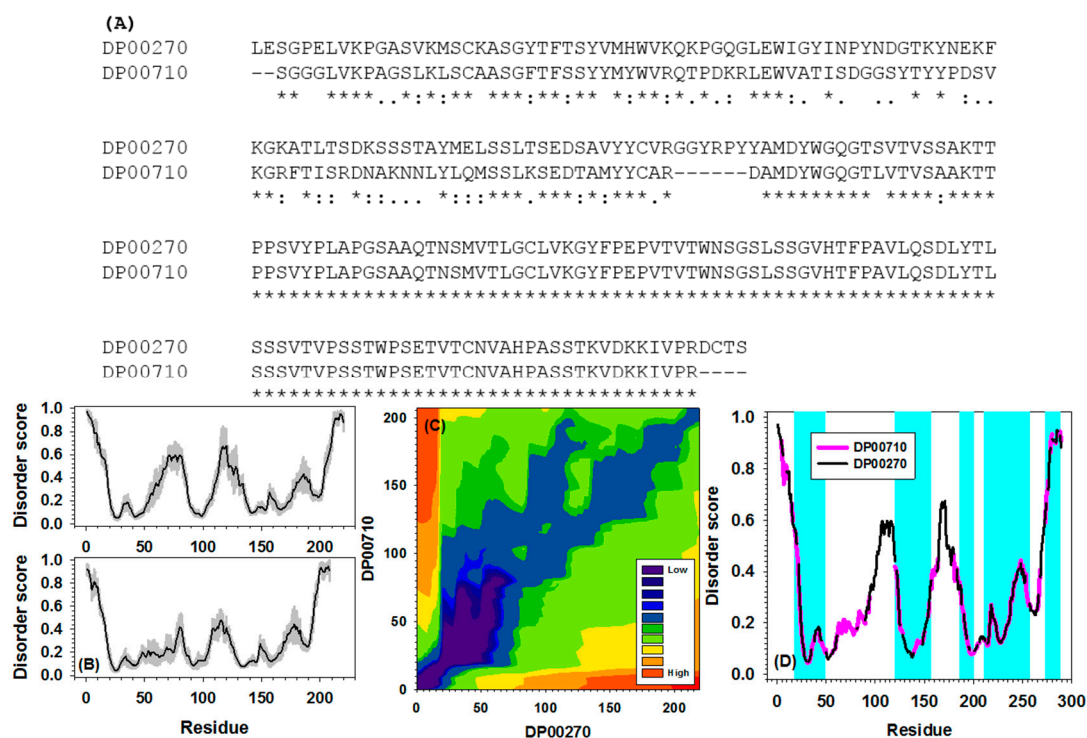 (A)
DP00270 LESGPELVKPGASVKMSCKASGYTFTSYVMHWVKQKPGQGLEWIGYINPYNDGTKYNEKF
DP00710 --SGGGLVKPAGSLKLSCAASGFTFSSYYMYWVRQTPDKRLEWVATISDGGSYTYYPDSV
** ****..*:*:** ***:**:** *:**:*.*.: ***:. *. .. * * :..
DP00270 KGKATLTSDKSSSTAYMELSSLTSEDSAVYYCVRGGYRPYYAMDYWGQGTSVTVSSAKTT
DP00710 KGRFTISRDNAKNNLYLQMSSLKSEDTAMYYCAR------DAMDYWGQGTLVTVSAAKTT
**: *:: *::... *:::***.***:*:***.* ********* ****:****
DP00270 PPSVYPLAPGSAAQTNSMVTLGCLVKGYFPEPVTVTWNSGSLSSGVHTFPAVLQSDLYTL
DP00710 PPSVYPLAPGSAAQTNSMVTLGCLVKGYFPEPVTVTWNSGSLSSGVHTFPAVLQSDLYTL
************************************************************
DP00270 SSSVTVPSSTWPSETVTCNVAHPASSTKVDKKIVPRDCTS
DP00710 SSSVTVPSSTWPSETVTCNVAHPASSTKVDKKIVPR----
************************************
1.0
0.8
0.6
0.4
0.2
0.0
Disorder score
0 50 100 150 200
1.0
0.8
0.6
0.4
0.2
0.0
Disorder score
(B)
0 50 100 150 200
Residue
(C)
200
150
100
50
0
DP00710
Low
High
0 50 100 150 200
DP00270
1.0
0.8
0.6
0.4
0.2
0.0
Disorder score
DP00710
DP00270
(D)
0 50 100 150 200 250 300
Residue